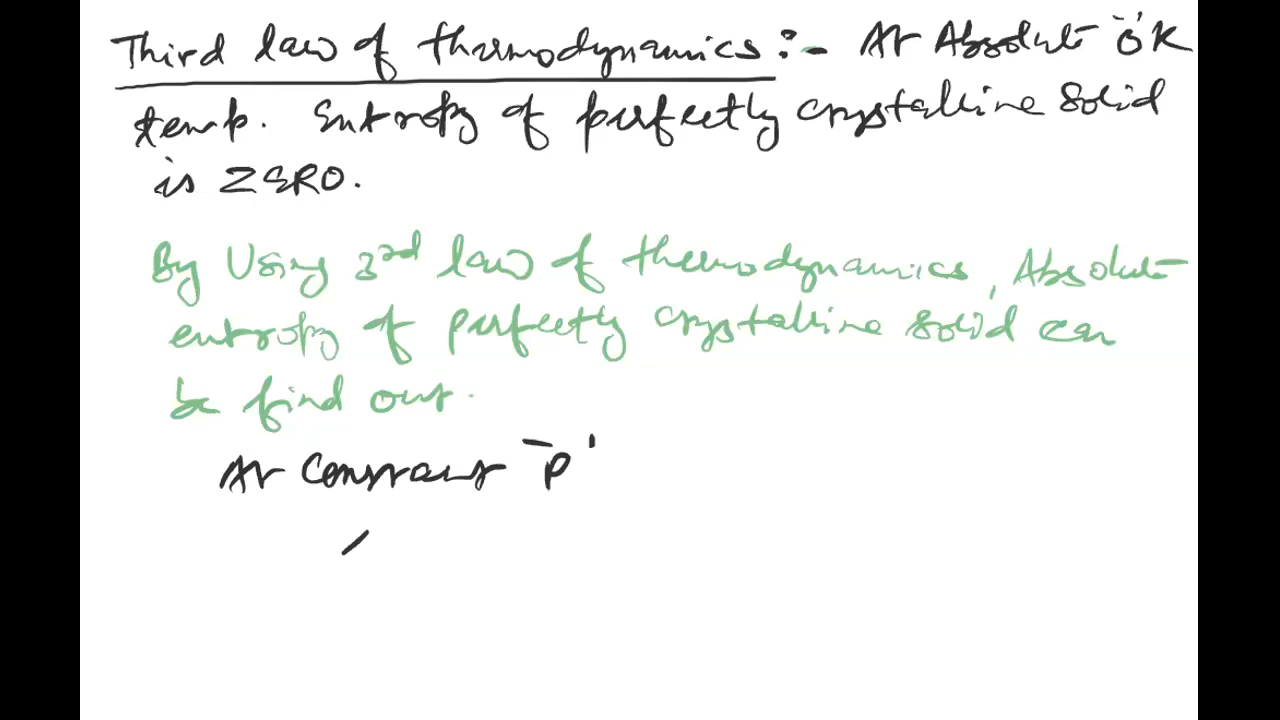 Third law of thermodynamics :- At Absolute "0"K
temp. Entropy of perfectly crystalline solid
is ZERO.
By Using 3rd law of thermodynamics, Absolute
entropy of perfectly crystalline solid can
be find out.
At Constant "P"